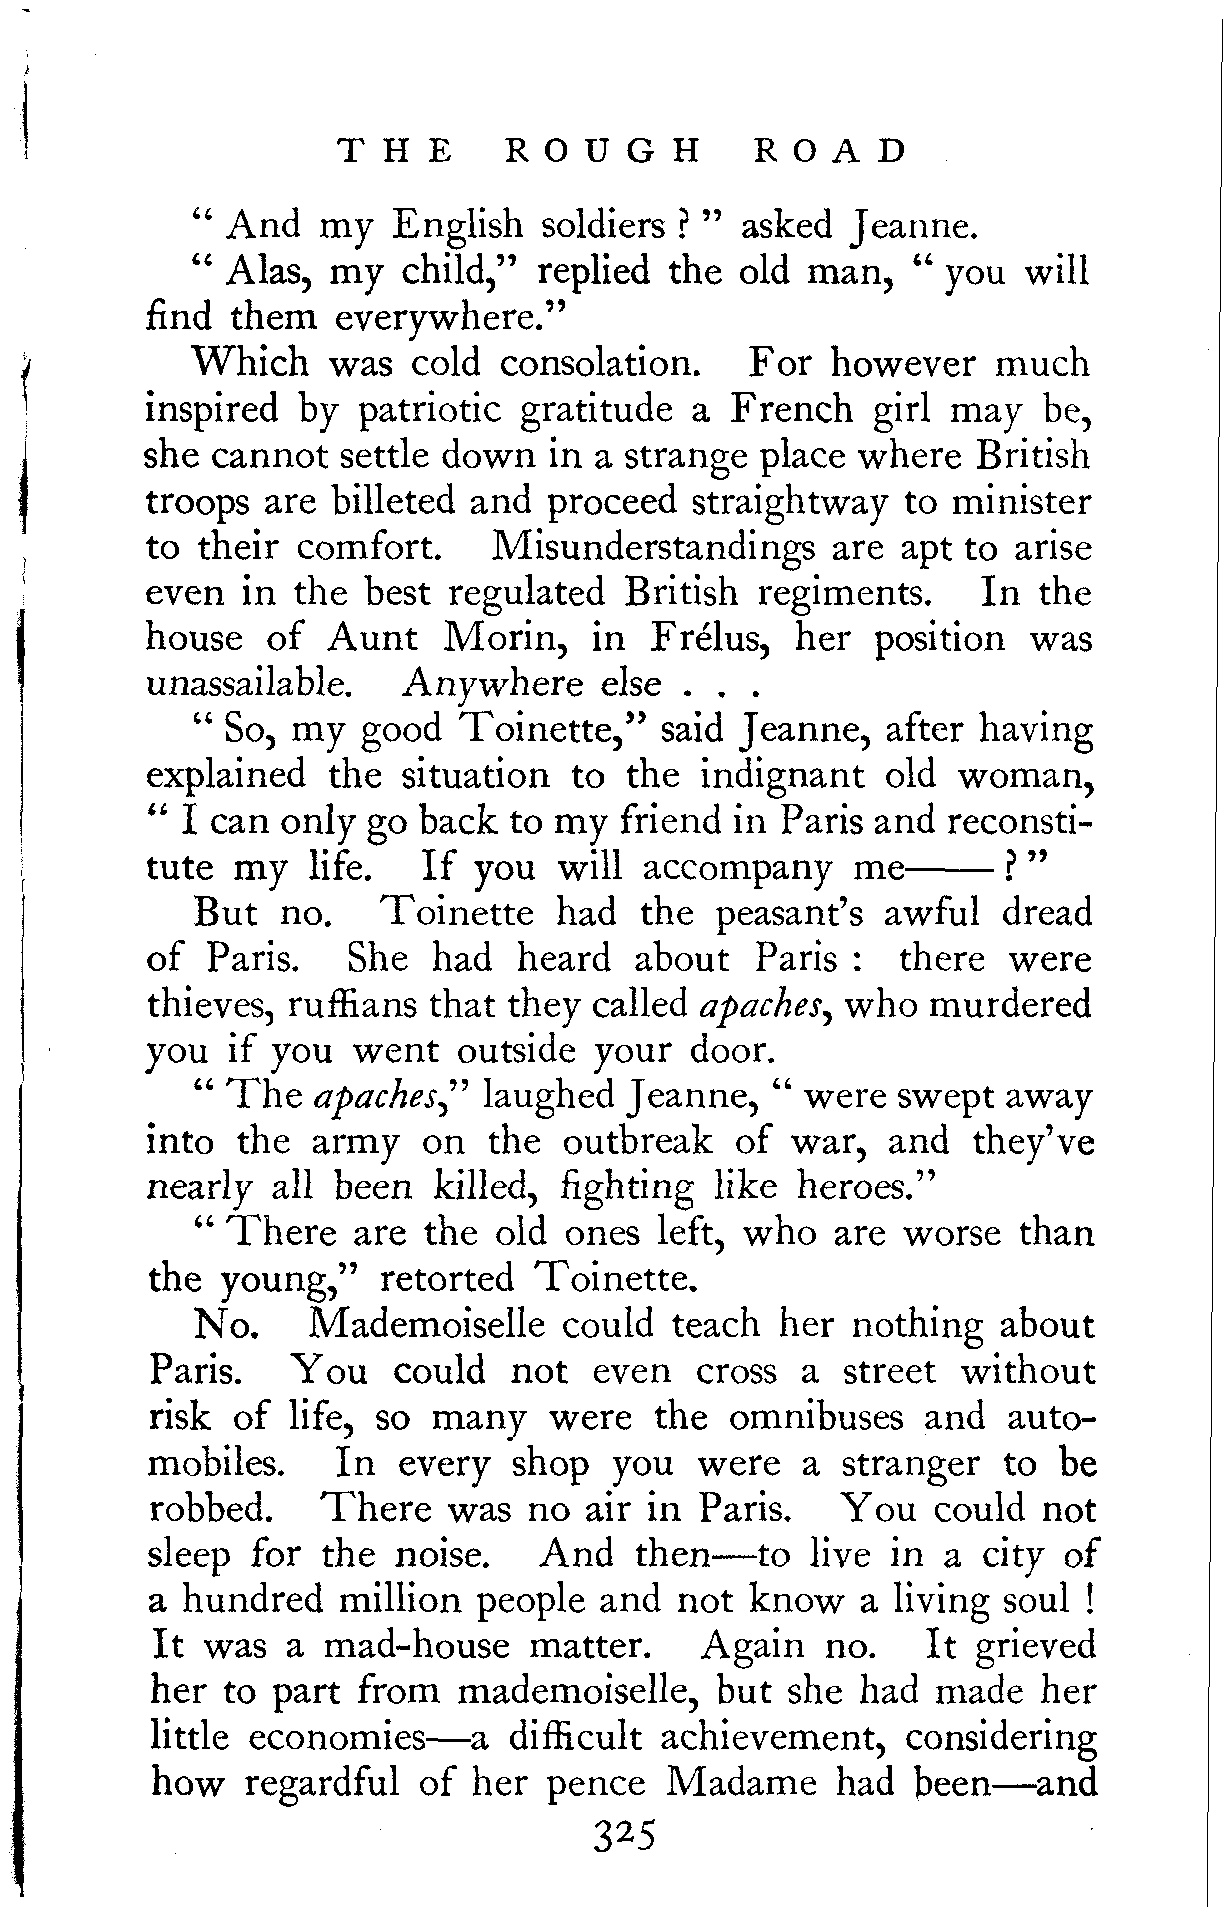 THE ROUGH ROAD
“ And my English soldiers ? ” asked Jeanne.
“ Alas, my child,” replied the old man, “ you will
find them everywhere.”
Which was cold consolation. For however much
inspired by patriotic gratitude a French girl may be,
she cannot settle down in a strange place where British
troops are billeted and proceed straightway to minister
to their comfort. Misunderstandings are apt to arise
even in the best regulated British regiments. In the
house of Aunt Morin, in Frélus, her position was
unassailable. Anywhere else . . .
“ So, my good Toinette,” said Jeanne, after having
explained the situation to the indignant old woman,
“ I can only go back to my friend in Paris and reconsti-
tute my life. If you will accompany me—— ? ”
But no. Toinette had the peasant’s awful dread
of Paris. She had heard about Paris : there were
thieves, ruffians that they called apaches, who murdered
you if you went outside your door.
“ The apaches,” laughed Jeanne, “ were swept away
into the army on the outbreak of war, and they’ve
nearly all been killed, fighting like heroes.”
“ There are the old ones left, who are worse than
the young,” retorted Toinette.
No. Mademoiselle could teach her nothing about
Paris. You could not even cross a street without
risk of life, so many were the omnibuses and auto-
mobiles. In every shop you were a stranger to be
robbed. There was no air in Paris. You could not
sleep for the noise. And then—to live in a city of
a hundred million people and not know a living soul !
It was a mad-house matter. Again no. It grieved
her to part from mademoiselle, but she had made her
little economies—a difficult achievement, considering
how regardful of her pence Madame had been—and
325